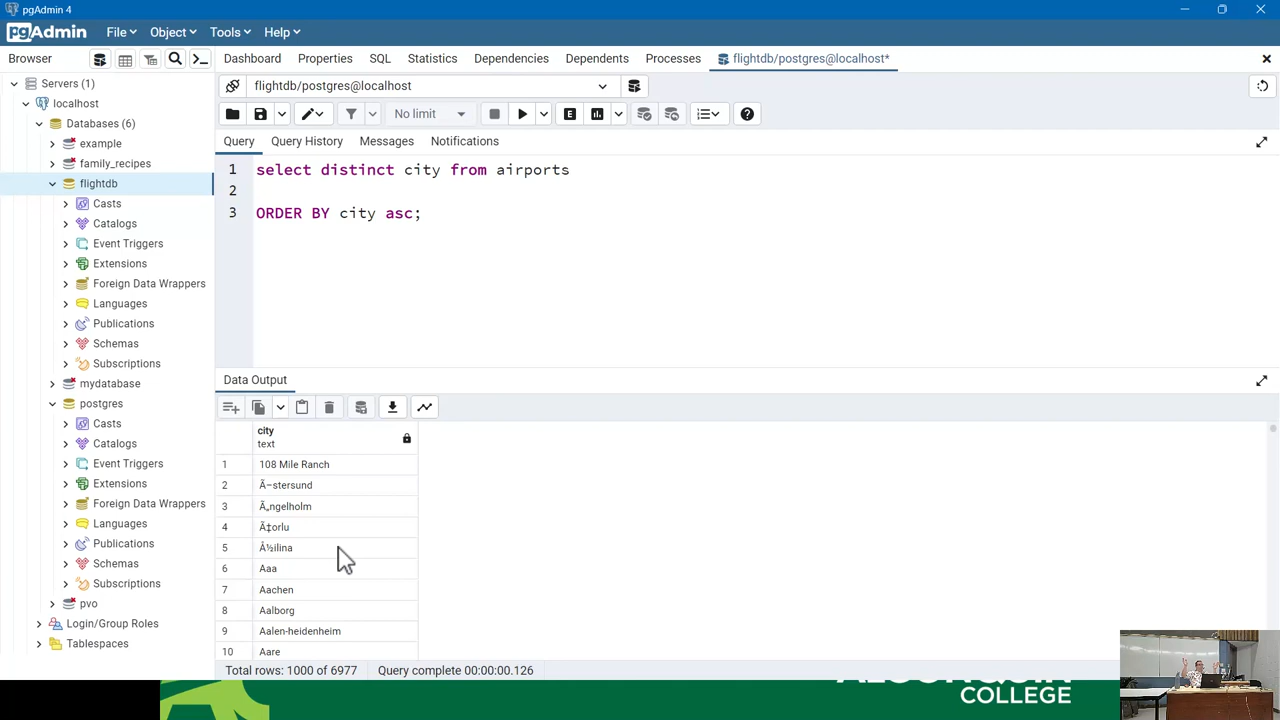 pgAdmin 4
pgAdmin File Object Tools Help
Browser Dashboard Properties SQL Statistics Dependencies Dependents Processes flightdb/postgres@localhost*
Servers (1)
localhost
Databases (6)
example
family_recipes
flightdb
Casts
Catalogs
Event Triggers
Extensions
Foreign Data Wrappers
Languages
Publications
Schemas
Subscriptions
mydatabase
postgres
Casts
Catalogs
Event Triggers
Extensions
Foreign Data Wrappers
Languages
Publications
Schemas
Subscriptions
pvo
Login/Group Roles
Tablespaces
flightdb/postgres@localhost
No limit
Query Query History Messages Notifications
1 select distinct city from airports
2
3 ORDER BY city asc;
Data Output
city
text
1 108 Mile Ranch
2 Ã–stersund
3 Ã„ngelholm
4 Ã‡orlu
5 Å½ilina
6 Aaa
7 Aachen
8 Aalborg
9 Aalen-heidenheim
10 Aare
Total rows: 1000 of 6977 Query complete 00:00:00.126
COLLEGE